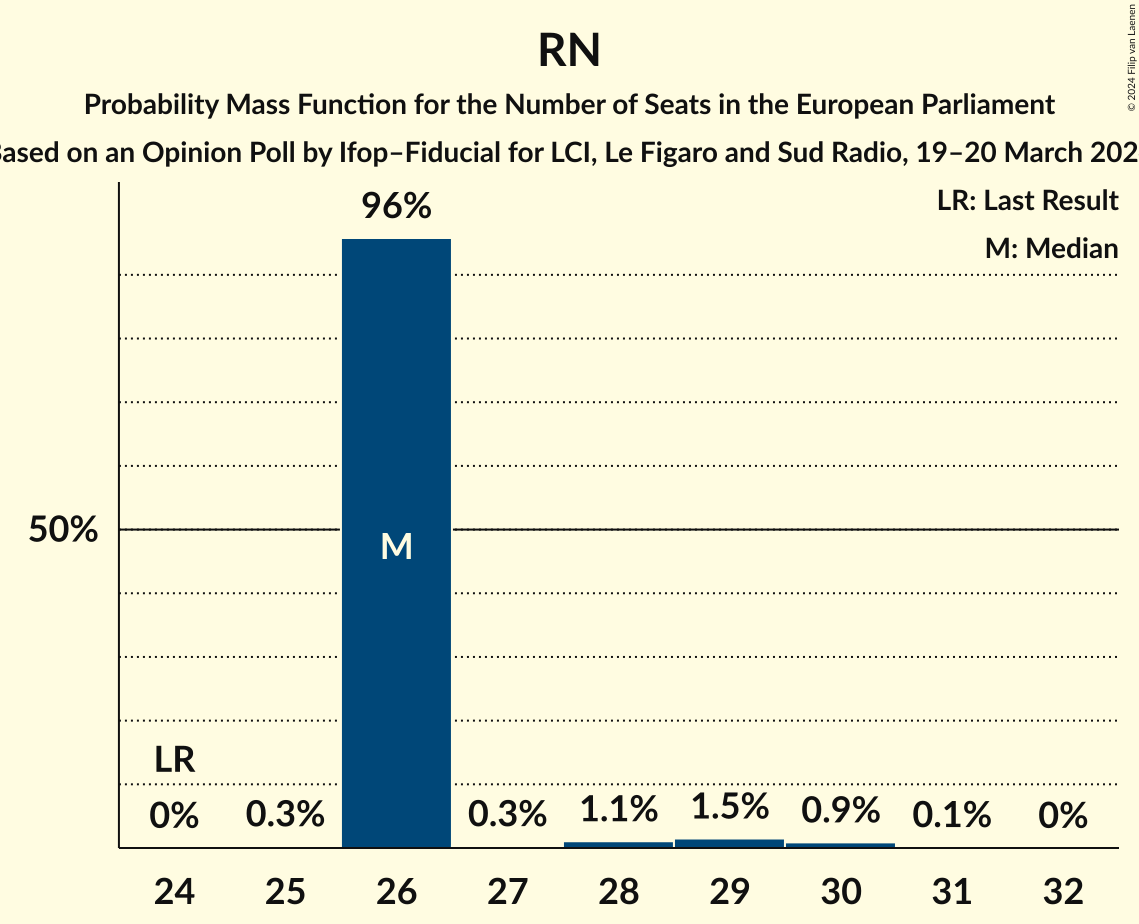 RN
Probability Mass Function for the Number of Seats in the European Parliament
Based on an Opinion Poll by Ifop–Fiducial for LCI, Le Figaro and Sud Radio, 19–20 March 202
© 2024 Filip van Laenen
LR: Last Result
M: Median
96%
50%
M
LR
0% 0.3% 0.3% 1.1% 1.5% 0.9% 0.1% 0%
24 25 26 27 28 29 30 31 32